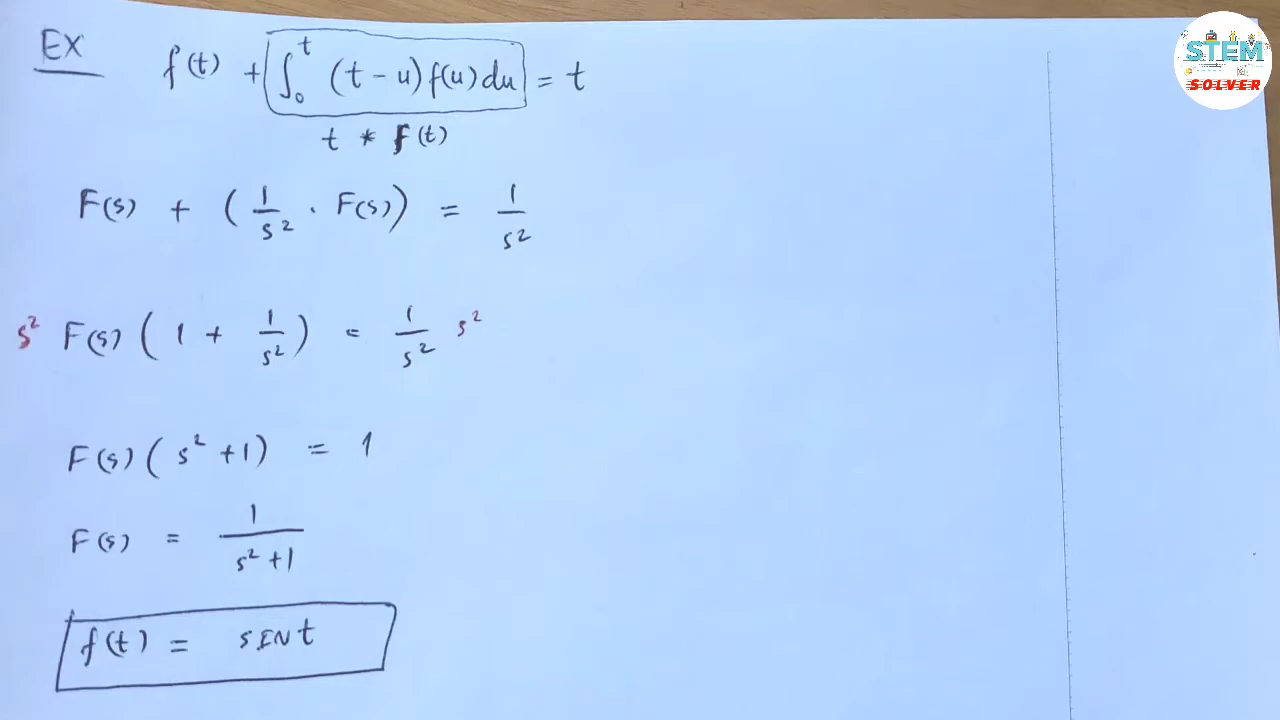 EX f(t) + ∫₀ᵗ (t - u) f(u) du = t
t * f(t)
F(s) + (1/s² · F(s)) = 1/s²
s² F(s) (1 + 1/s²) = 1/s² s²
F(s) (s² + 1) = 1
F(s) = 1/(s² + 1)
f(t) = SIN t
STEM
SOLVER